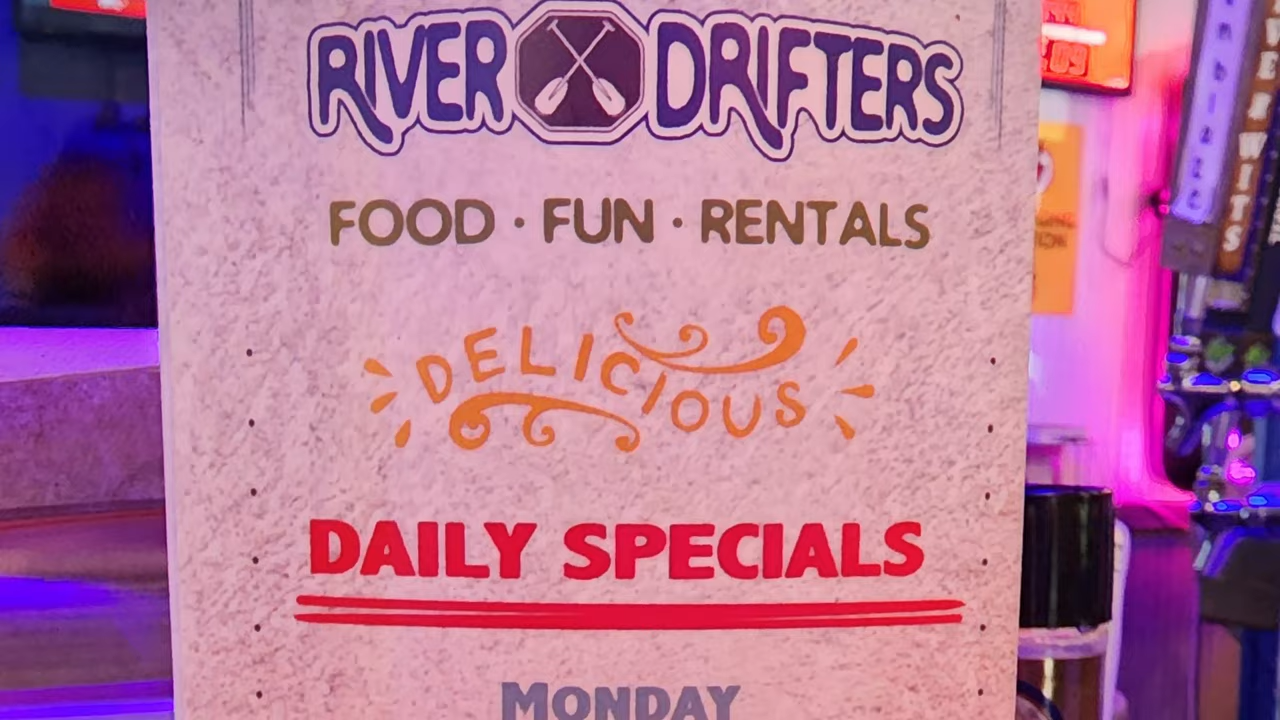 RIVER DRIFTERS
FOOD · FUN · RENTALS
DELICIOUS
DAILY SPECIALS
MONDAY